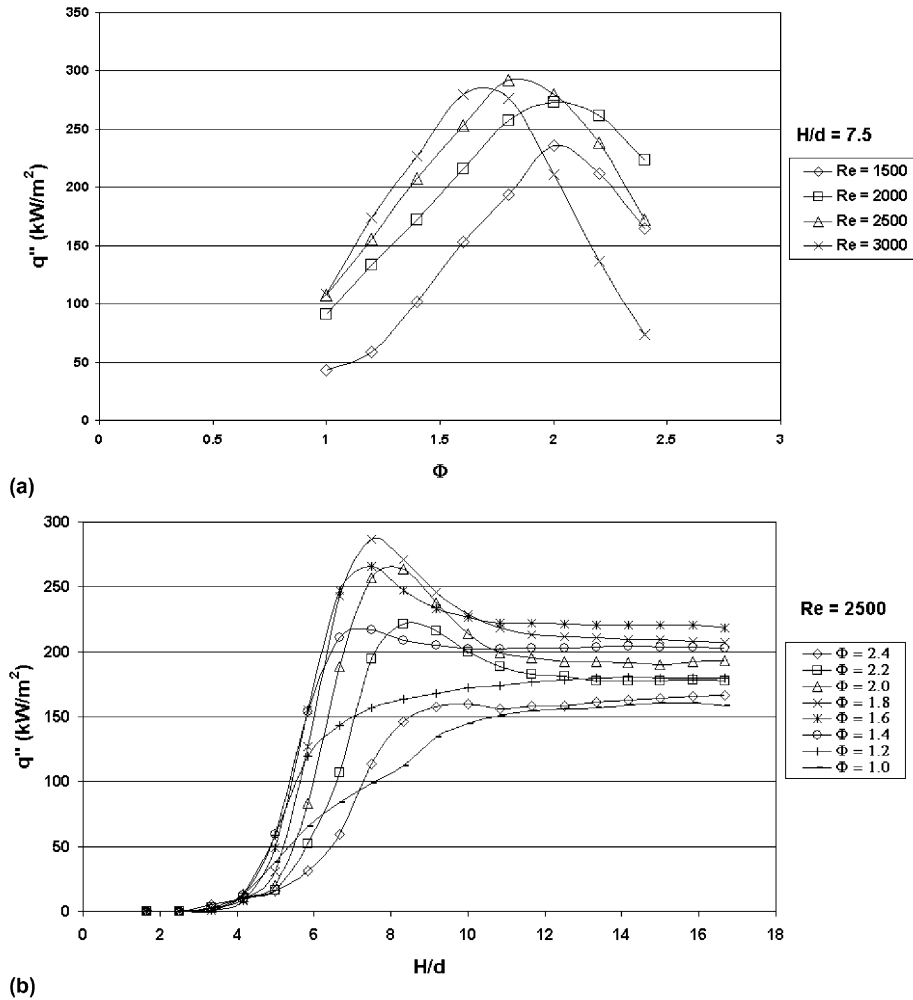 350
300
250
200
150
100
50
0
q" (kW/m²)
0
0.5
1
1.5
2
2.5
3
Φ
H/d = 7.5
Re = 1500
Re = 2000
Re = 2500
Re = 3000
(a)
300
250
200
150
100
50
0
q" (kW/m²)
0
2
4
6
8
10
12
14
16
18
H/d
Re = 2500
Φ = 2.4
Φ = 2.2
Φ = 2.0
Φ = 1.8
Φ = 1.6
Φ = 1.4
Φ = 1.2
Φ = 1.0
(b)